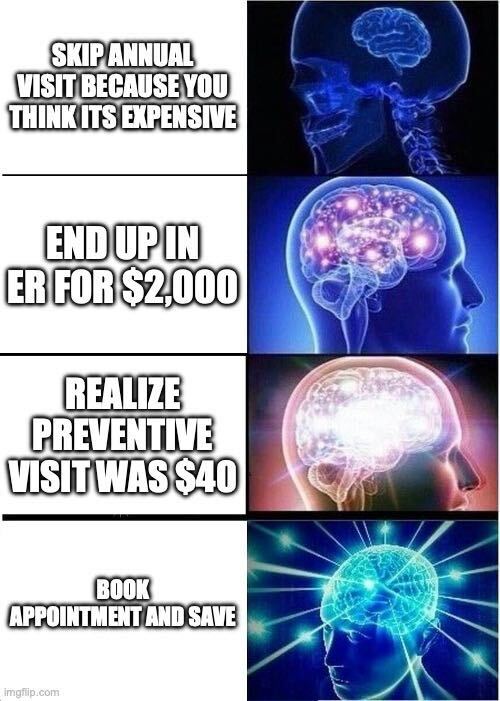 SKIP ANNUAL
VISIT BECAUSE YOU
THINK ITS EXPENSIVE
END UP IN
ER FOR $2,000
REALIZE
PREVENTIVE
VISIT WAS $40
BOOK
APPOINTMENT AND SAVE
imgflip.com